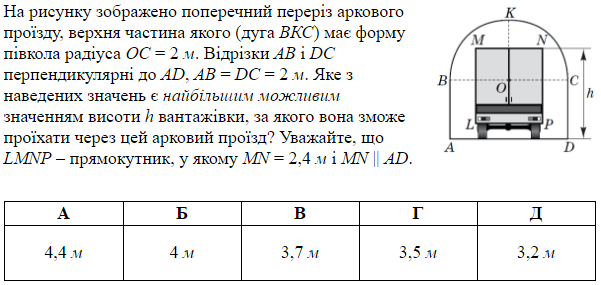 На рисунку зображено поперечний переріз аркового
проїзду, верхня частина якого (дуга BKC) має форму
півкола радіуса OC = 2 м. Відрізки AB і DC
перпендикулярні до AD, AB = DC = 2 м. Яке з
наведених значень є найбільшим можливим
значенням висоти h вантажівки, за якого вона зможе
проїхати через цей арковий проїзд? Уважайте, що
LMNP – прямокутник, у якому MN = 2,4 м і MN || AD.
K
M N
B C
O
h
L P
A D
А Б В Г Д
4,4 м 4 м 3,7 м 3,5 м 3,2 м